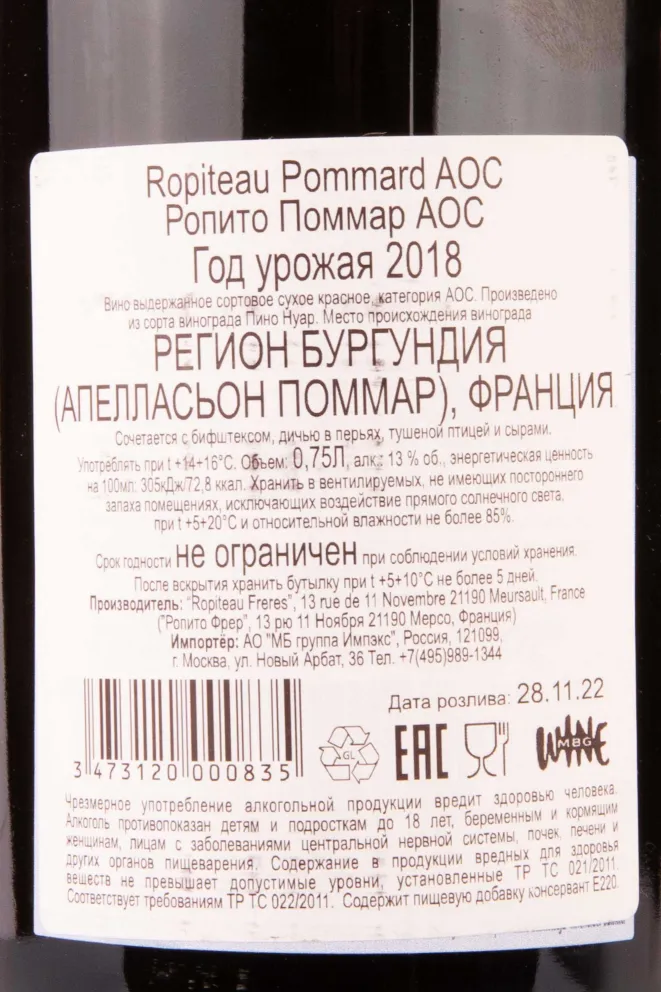 Ropiteau Pommard AOC
Ропито Поммар АОС
Год урожая 2018
Вино выдержанное сортовое сухое красное, категория АОС. Произведено
из сорта винограда Пино Нуар. Место происхождения винограда
РЕГИОН БУРГУНДИЯ
(АПЕЛЛАСЬОН ПОММАР), ФРАНЦИЯ
Сочетается с бифштексом, дичью в перьях, тушеной птицей и сырами.
Употреблять при t +14+16°С. Объем: 0,75Л, алк.: 13 % об., энергетическая ценность
на 100мл: 305кДж/72,8 ккал. Хранить в вентилируемых, не имеющих постороннего
запаха помещениях, исключающих воздействие прямого солнечного света,
при t +5+20°С и относительной влажности не более 85%.
Срок годности не ограничен при соблюдении условий хранения.
После вскрытия хранить бутылку при t +5+10°С не более 5 дней.
Производитель: "Ropiteau Freres", 13 rue de 11 Novembre 21190 Meursault, France
("Ропито Фрер", 13 рю 11 Ноября 21190 Мерсо, Франция)
Импортёр: АО "МБ группа Импэкс", Россия, 121099,
г. Москва, ул. Новый Арбат, 36 Тел. +7(495)989-1344
Дата розлива: 28.11.22
GL
EAC
WINE
MBG
3 473120 000835
Чрезмерное употребление алкогольной продукции вредит здоровью человека.
Алкоголь противопоказан детям и подросткам до 18 лет, беременным и кормящим
женщинам, лицам с заболеваниями центральной нервной системы, почек, печени и
других органов пищеварения. Содержание в продукции вредных для здоровья
веществ не превышает допустимые уровни, установленные ТР ТС 021/2011.
Соответствует требованиям ТР ТС 022/2011. Содержит пищевую добавку консервант Е220.